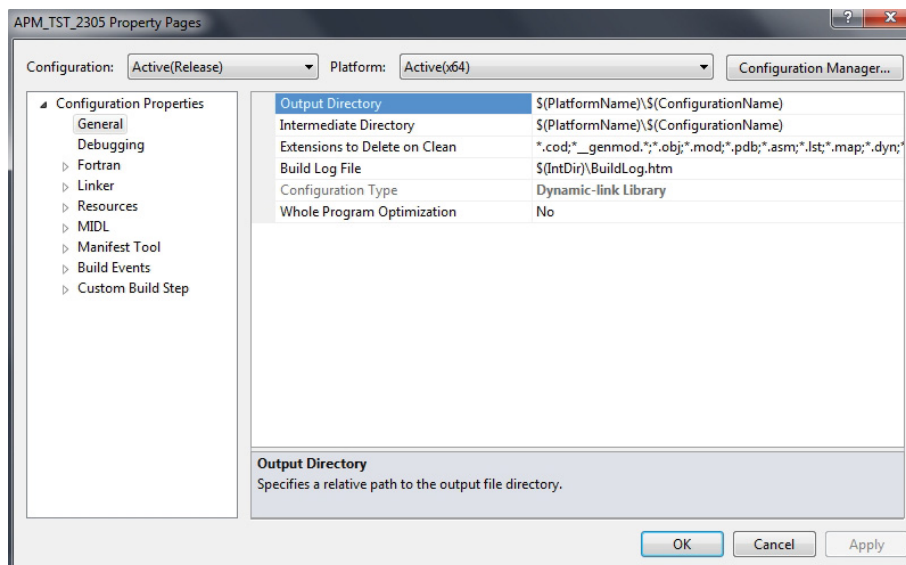 APM_TST_2305 Property Pages
Configuration: Active(Release) Platform: Active(x64) Configuration Manager...
Configuration Properties
General
Debugging
Fortran
Linker
Resources
MIDL
Manifest Tool
Build Events
Custom Build Step
Output Directory $(PlatformName)\$(ConfigurationName)
Intermediate Directory $(PlatformName)\$(ConfigurationName)
Extensions to Delete on Clean *.cod;*__genmod.*;*.obj;*.mod;*.pdb;*.asm;*.lst;*.map;*.dyn;*
Build Log File $(IntDir)\BuildLog.htm
Configuration Type Dynamic-link Library
Whole Program Optimization No
Output Directory
Specifies a relative path to the output file directory.
OK Cancel Apply